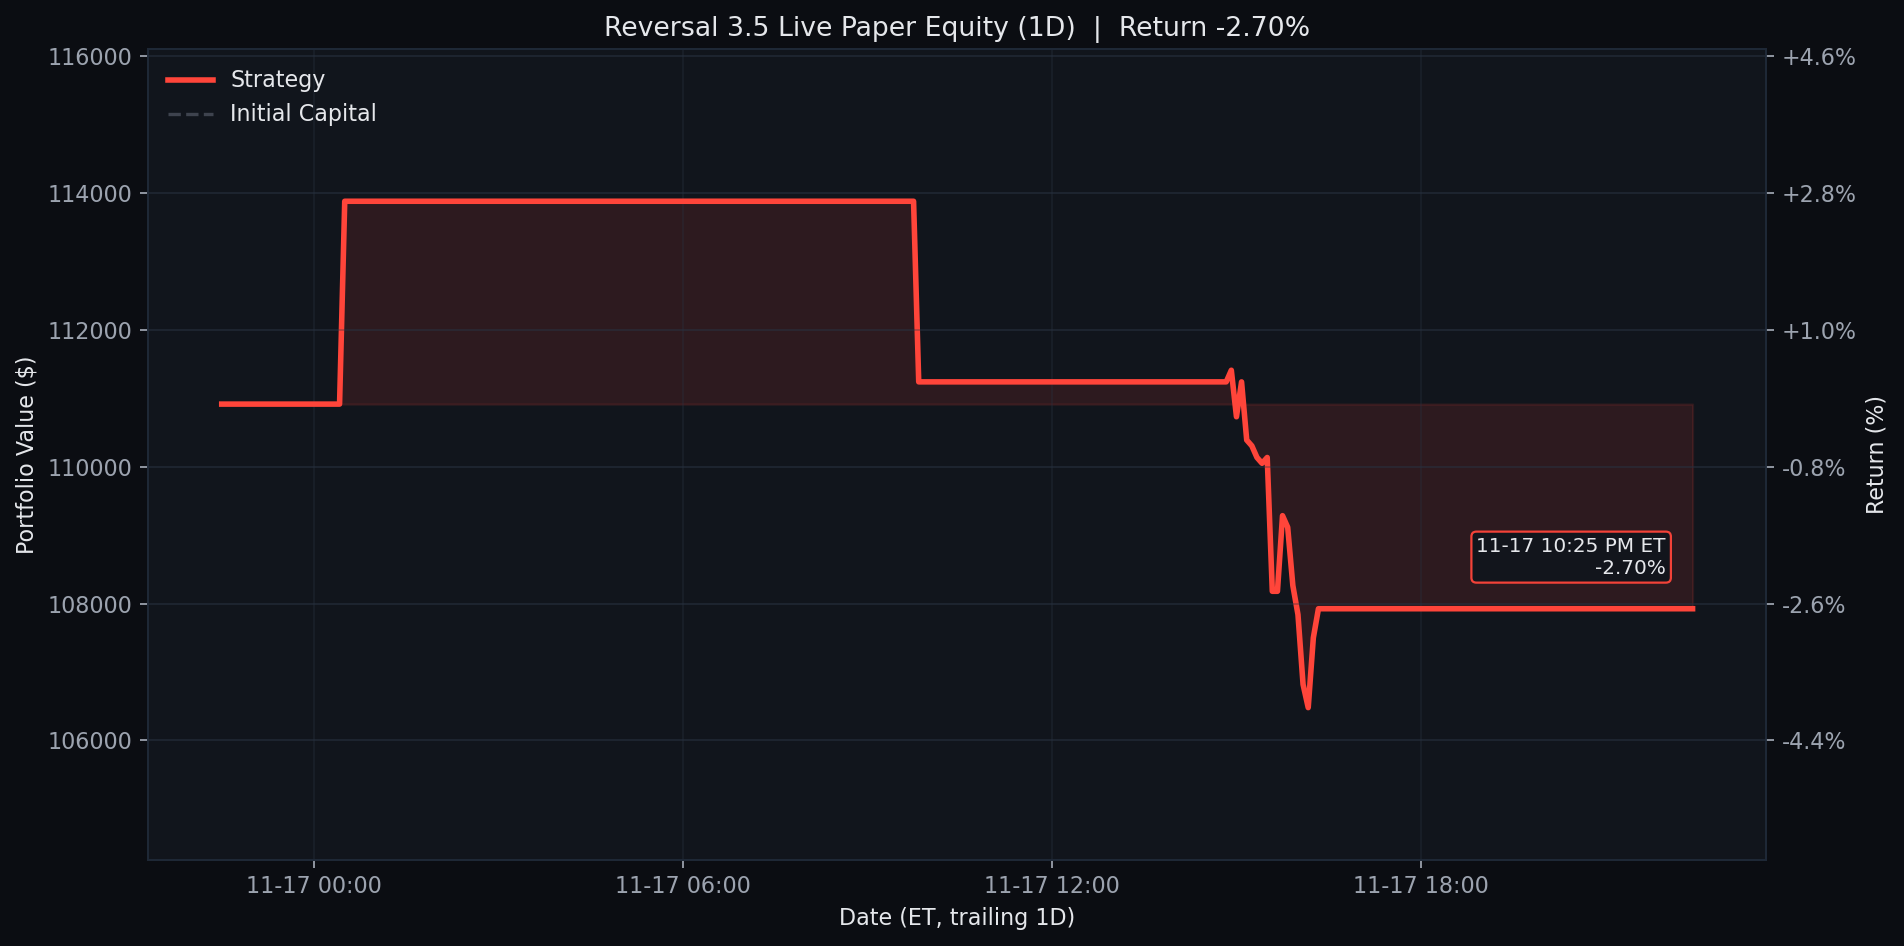 Reversal 3.5 Live Paper Equity (1D)  |  Return -2.70%
Strategy
Initial Capital
Portfolio Value ($)
116000
114000
112000
110000
108000
106000
+4.6%
+2.8%
+1.0%
-0.8%
-2.6%
-4.4%
Return (%)
11-17 10:25 PM ET
-2.70%
11-17 00:00
11-17 06:00
11-17 12:00
11-17 18:00
Date (ET, trailing 1D)